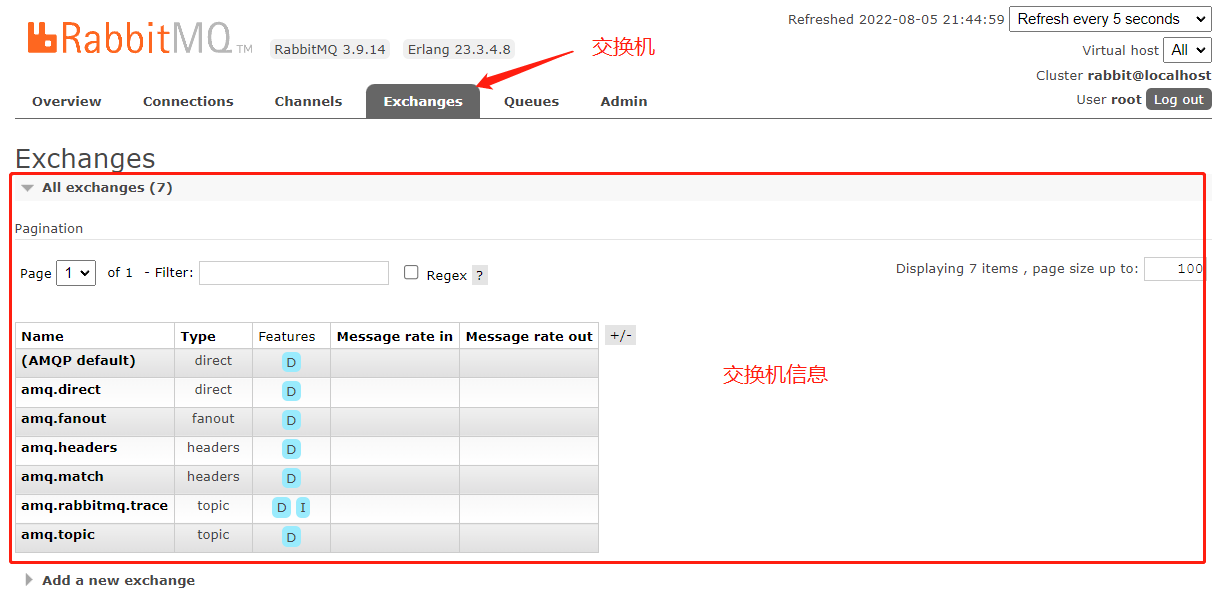 Refreshed 2022-08-05 21:44:59 Refresh every 5 seconds
RabbitMQ TM RabbitMQ 3.9.14 Erlang 23.3.4.8
交换机
Virtual host All
Cluster rabbit@localhost
User root Log out
Overview Connections Channels Exchanges Queues Admin
Exchanges
All exchanges (7)
Pagination
Page 1 of 1 - Filter: Regex ? Displaying 7 items , page size up to: 100
Name Type Features Message rate in Message rate out +/-
(AMQP default) direct D
amq.direct direct D
amq.fanout fanout D
amq.headers headers D
amq.match headers D
amq.rabbitmq.trace topic D I
amq.topic topic D
交换机信息
Add a new exchange